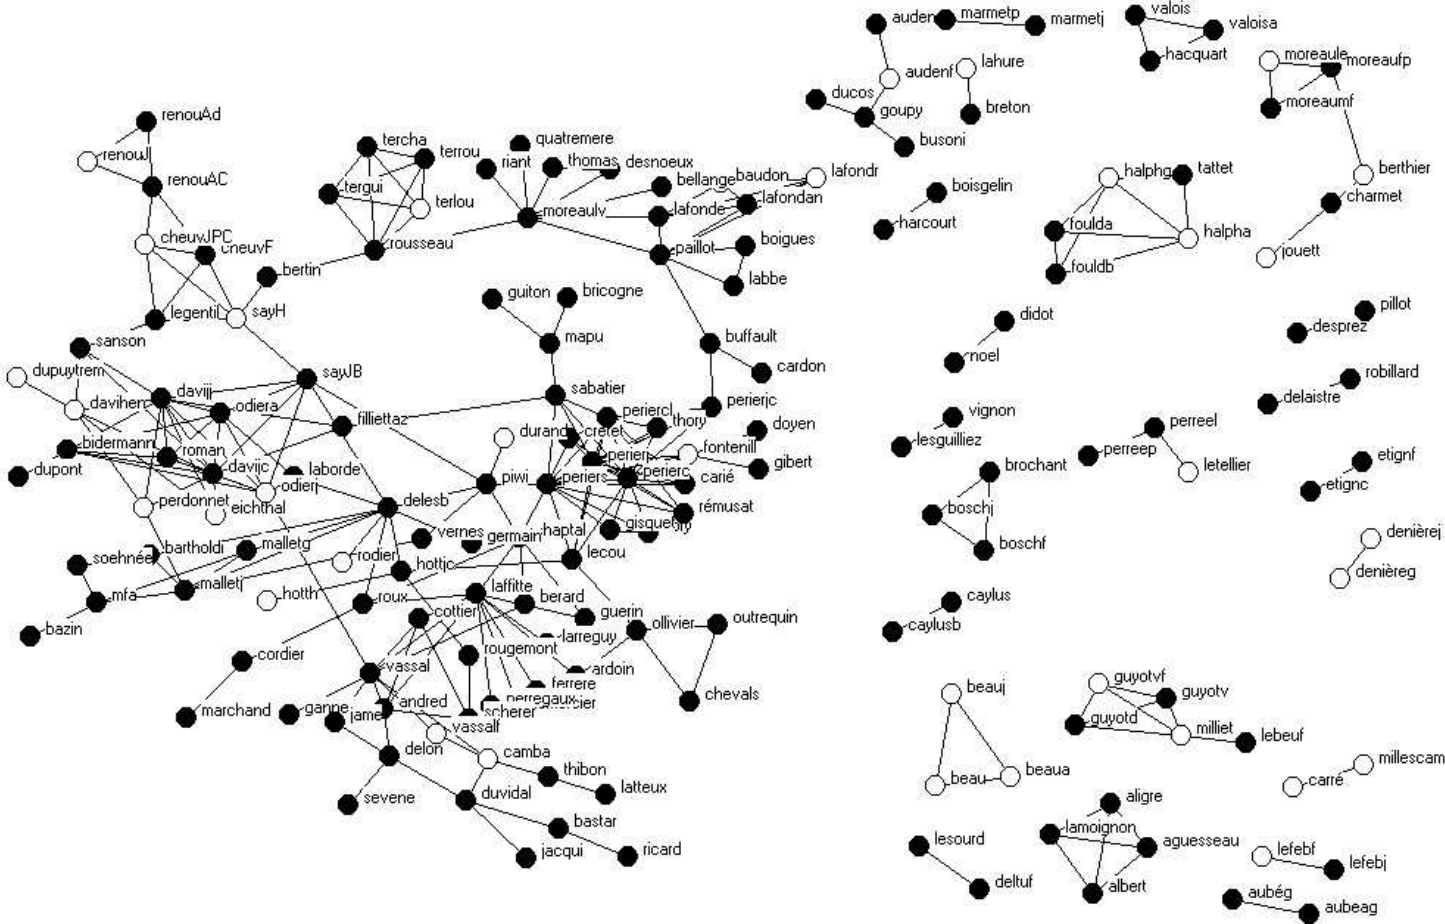 valois
marmetp
marmetj
valoisa
hacquart
moreaule
moreaufp
audenf
lahure
ducos
goupy
breton
moreaumf
busoni
renouAd
tercha
terrou
quatremere
riant
thomas
desnoeux
renouAC
tergui
terlou
bellange
baudon
lafondr
boisgelin
halphg
tattet
berthier
charmet
moreaulv
lafonde
lafondan
harcourt
foulda
halpha
cheuvJPC
cheuvF
rousseau
paillot
boigues
jouett
bertin
labbe
fouldb
guiton
bricogne
legentil
sayH
didot
pillot
desprez
sanson
mapu
buffault
noel
dupuytrem
sayJB
cardon
robillard
davihen
davijj
odiera
sabatier
perierjc
delaistre
filliettaz
periercl
thory
vignon
perreel
bidermann
roman
durand
cretet
doyen
lesguilliez
perreep
fontenill
dupont
davijc
laborde
perierj
perierc
gibert
brochant
letellier
etignf
odierj
piwi
periers
carié
etignc
perdonnet
eichthal
delesb
rémusat
boschj
vernes
germain
haptal
gisquet
denièrej
soehnée
bartholdi
malletg
rodier
hottjc
lecou
boschf
denièreg
mfa
malletj
hotth
laffitte
caylus
roux
cottier
berard
guerin
bazin
larreguy
ollivier
outrequin
caylusb
cordier
rougemont
vassal
ardoin
ferrere
guyotvf
beauj
guyotv
marchand
ganne
jame
andred
scherer
perregaux
chevals
vassalf
guyotd
milliet
lebeuf
delon
camba
thibon
beau
beaua
millescam
carré
sevene
duvidal
latteux
aligre
bastar
lamoignon
lesourd
aguesseau
jacqui
ricard
lefebf
lefebj
deltuf
albert
aubég
aubeag